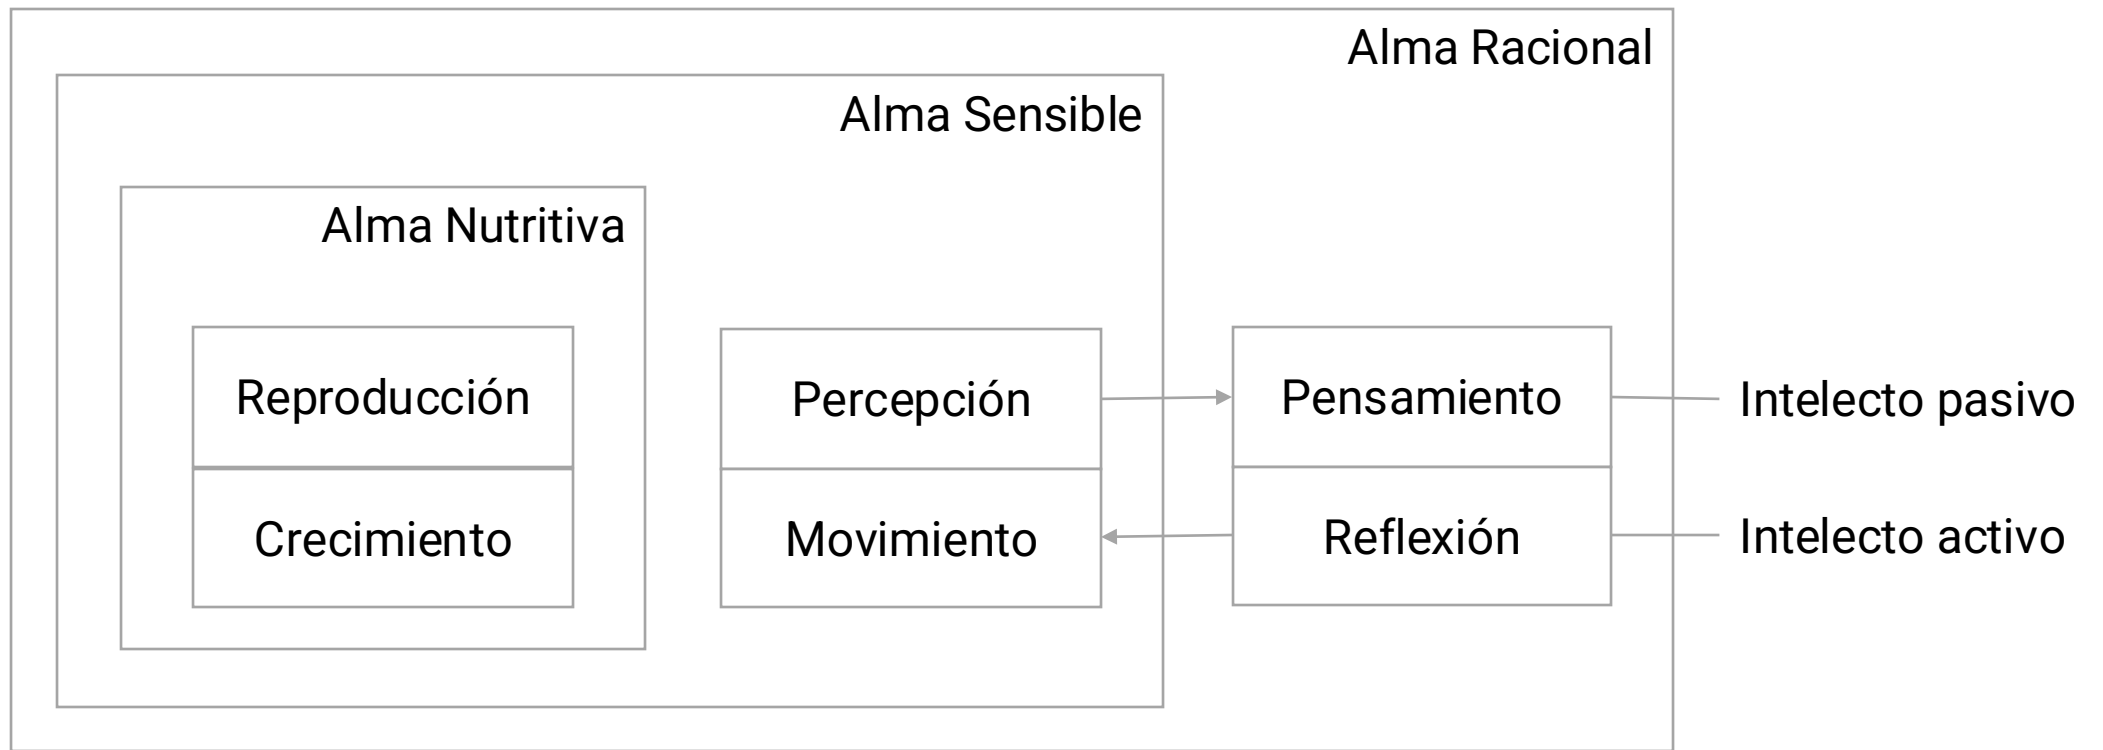 Alma Racional
Alma Sensible
Alma Nutritiva
Reproducción
Percepción
Pensamiento
Intelecto pasivo
Crecimiento
Movimiento
Reflexión
Intelecto activo